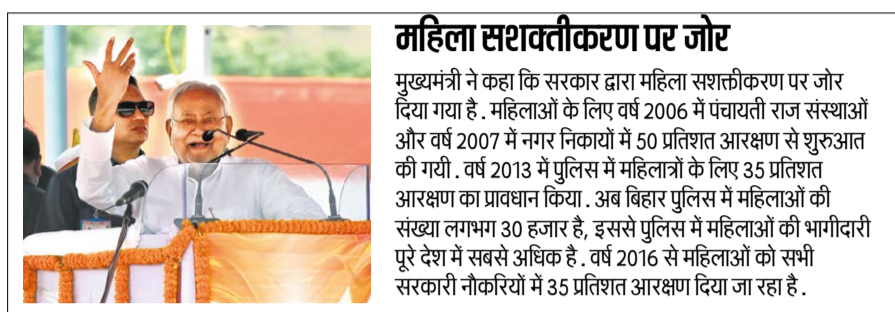 महिला सशक्तीकरण पर जोर
मुख्यमंत्री ने कहा कि सरकार द्वारा महिला सशक्तीकरण पर जोर
दिया गया है . महिलाओं के लिए वर्ष 2006 में पंचायती राज संस्थाओं
और वर्ष 2007 में नगर निकायों में 50 प्रतिशत आरक्षण से शुरुआत
की गयी . वर्ष 2013 में पुलिस में महिलात्रों के लिए 35 प्रतिशत
आरक्षण का प्रावधान किया . अब बिहार पुलिस में महिलाओं की
संख्या लगभग 30 हजार है, इससे पुलिस में महिलाओं की भागीदारी
पूरे देश में सबसे अधिक है . वर्ष 2016 से महिलाओं को सभी
सरकारी नौकरियों में 35 प्रतिशत आरक्षण दिया जा रहा है .